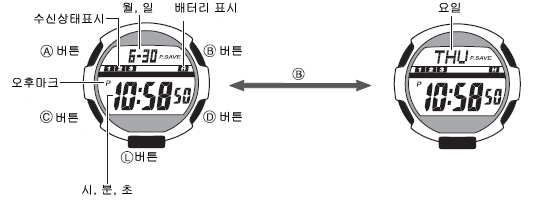 월, 일
배터리 표시
요일
수신상태표시
Ⓐ 버튼
6-30 P.SAVE
Ⓑ 버튼
THU P.SAVE
오후마크
P
10:58 50
Ⓑ
P
10:58 50
Ⓒ 버튼
Ⓓ 버튼
Ⓛ버튼
시, 분, 초